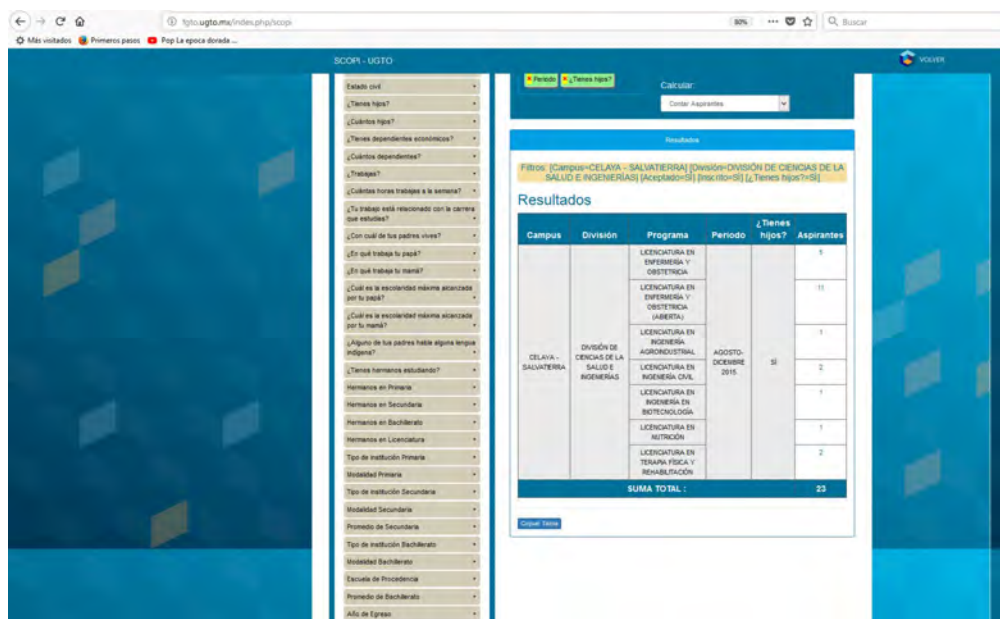 fgto.ugto.mx/index.php/scopi
80%
Buscar
Más visitados
Primeros pasos
Pop La epoca dorada ...
SCOPI - UGTO
VOLVER
Estado civil
¿Tienes hijos?
¿Cuántos hijos?
¿Tienes dependientes económicos?
¿Cuántos dependientes?
¿Trabajas?
¿Cuántas horas trabajas a la semana?
¿Tu trabajo está relacionado con la carrera
que estudias?
¿Con cuál de tus padres vives?
¿En qué trabaja tu papá?
¿En qué trabaja tu mamá?
¿Cuál es la escolaridad máxima alcanzada
por tu papá?
¿Cuál es la escolaridad máxima alcanzada
por tu mamá?
¿Alguno de tus padres habla alguna lengua
indígena?
¿Tienes hermanos estudiando?
Hermanos en Primaria
Hermanos en Secundaria
Hermanos en Bachillerato
Hermanos en Licenciatura
Tipo de institución Primaria
Modalidad Primaria
Tipo de institución Secundaria
Modalidad Secundaria
Promedio de Secundaria
Tipo de institución Bachillerato
Modalidad Bachillerato
Escuela de Procedencia
Promedio de Bachillerato
Año de Egreso
Periodo
¿Tienes hijos?
Calcular:
Contar Aspirantes
Resultados
Filtros: [Campus=CELAYA - SALVATIERRA] [División=DIVISIÓN DE CIENCIAS DE LA
SALUD E INGENIERÍAS] [Aceptado=SÍ] [Inscrito=SÍ] [¿Tienes hijos?=SÍ]
Resultados
Campus
División
Programa
Periodo
¿Tienes
hijos?
Aspirantes
CELAYA -
SALVATIERRA
DIVISIÓN DE
CIENCIAS DE LA
SALUD E
INGENIERÍAS
LICENCIATURA EN
ENFERMERÍA Y
OBSTETRICIA
5
LICENCIATURA EN
ENFERMERÍA Y
OBSTETRICIA
(ABIERTA)
11
LICENCIATURA EN
INGENIERÍA
AGROINDUSTRIAL
1
LICENCIATURA EN
INGENIERÍA CIVIL
2
LICENCIATURA EN
INGENIERÍA EN
BIOTECNOLOGÍA
1
LICENCIATURA EN
NUTRICIÓN
1
LICENCIATURA EN
TERAPIA FÍSICA Y
REHABILITACIÓN
2
AGOSTO-
DICIEMBRE
2015
SÍ
SUMA TOTAL :
23
Copiar Tabla